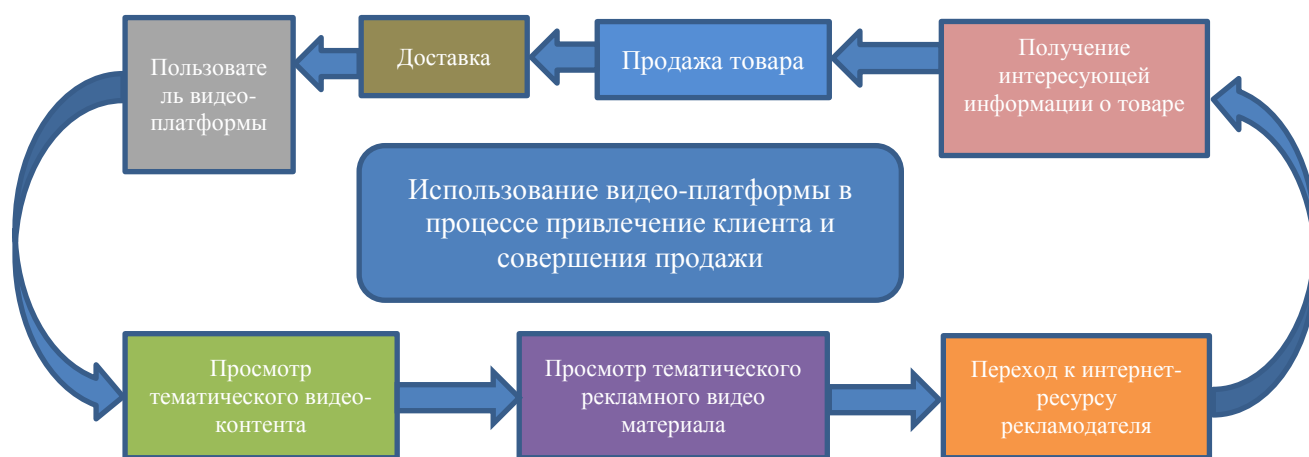 Пользовате
ль видео-
платформы
Доставка
Продажа товара
Получение
интересующей
информации о товаре
Использование видео-платформы в
процессе привлечение клиента и
совершения продажи
Просмотр
тематического видео-
контента
Просмотр тематического
рекламного видео
материала
Переход к интернет-
ресурсу
рекламодателя